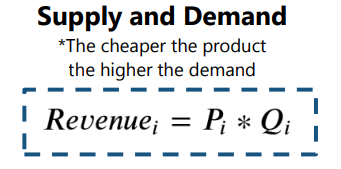 Supply and Demand
*The cheaper the product
the higher the demand
Revenueᵢ = Pᵢ * Qᵢ